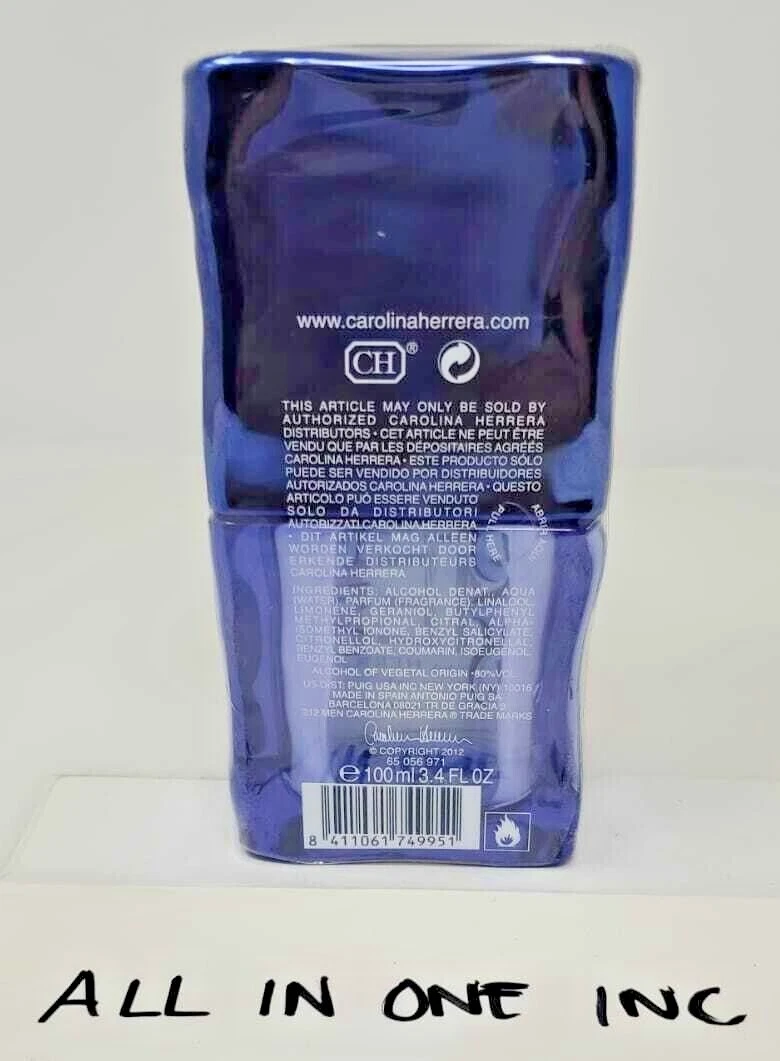 www.carolinaherrera.com
CH®
THIS ARTICLE MAY ONLY BE SOLD BY
AUTHORIZED CAROLINA HERRERA
DISTRIBUTORS • CET ARTICLE NE PEUT ÊTRE
VENDU QUE PAR LES DÉPOSITAIRES AGRÉÉS
CAROLINA HERRERA • ESTE PRODUCTO SÓLO
PUEDE SER VENDIDO POR DISTRIBUIDORES
AUTORIZADOS CAROLINA HERRERA • QUESTO
ARTICOLO PUÒ ESSERE VENDUTO
SOLO DA DISTRIBUTORI
AUTORIZZATI CAROLINA HERRERA
• DIT ARTIKEL MAG ALLEEN
WORDEN VERKOCHT DOOR
ERKENDE DISTRIBUTEURS
CAROLINA HERRERA
PULL HERE
ABRIR AQUÍ
INGREDIENTS: ALCOHOL DENAT., AQUA
(WATER), PARFUM (FRAGRANCE), LINALOOL,
LIMONENE, GERANIOL, BUTYLPHENYL
METHYLPROPIONAL, CITRAL, ALPHA-
ISOMETHYL IONONE, BENZYL SALICYLATE,
CITRONELLOL, HYDROXYCITRONELLAL,
BENZYL BENZOATE, COUMARIN, ISOEUGENOL,
EUGENOL
ALCOHOL OF VEGETAL ORIGIN •80%VOL
US DIST: PUIG USA INC NEW YORK (NY) 10016 /
MADE IN SPAIN ANTONIO PUIG SA
BARCELONA 08021 TR DE GRACIA 9
212 MEN CAROLINA HERRERA ® TRADE MARKS
Carolina Herrera
© COPYRIGHT 2012
65 056 971
℮ 100 ml 3.4 FL OZ
8 411061 749951
ALL IN ONE INC